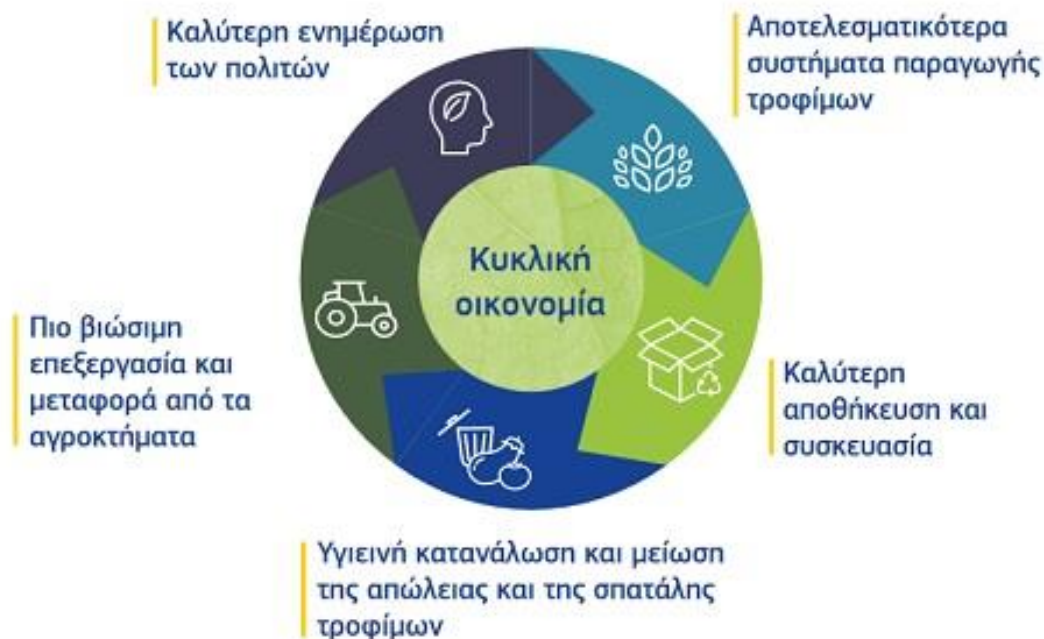 Καλύτερη ενημέρωση
των πολιτών
Αποτελεσματικότερα
συστήματα παραγωγής
τροφίμων
Κυκλική
οικονομία
Πιο βιώσιμη
επεξεργασία και
μεταφορά από τα
αγροκτήματα
Καλύτερη
αποθήκευση και
συσκευασία
Υγιεινή κατανάλωση και μείωση
της απώλειας και της σπατάλης
τροφίμων